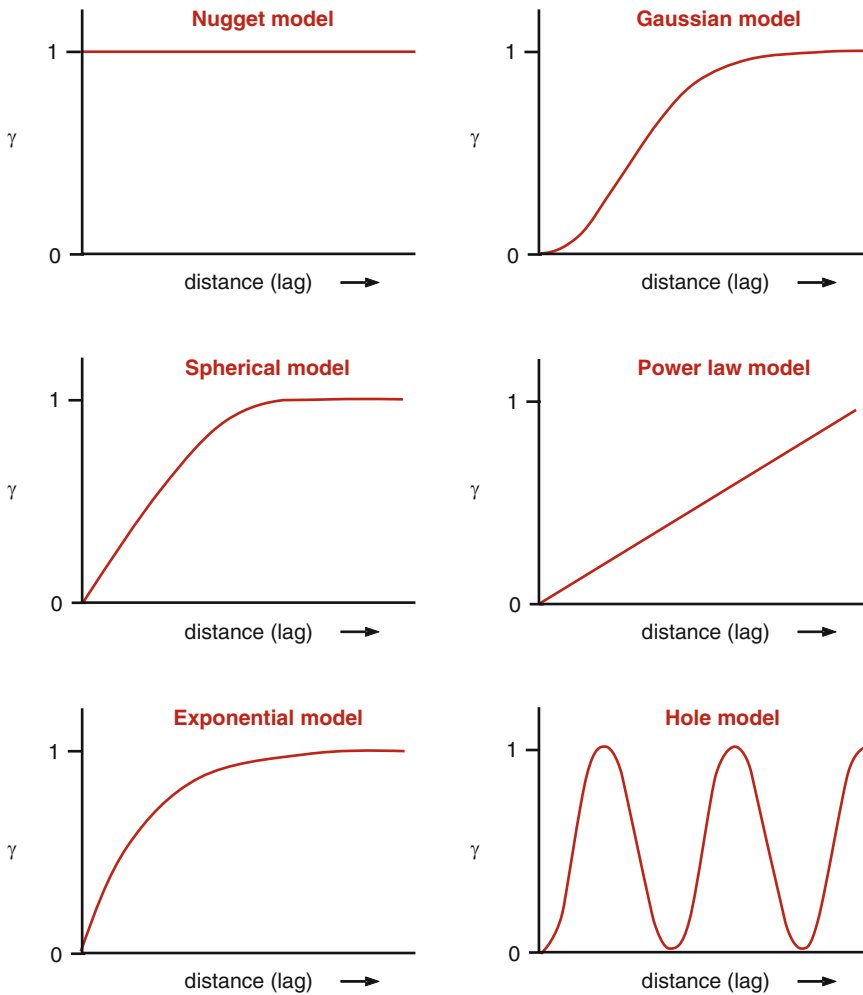 Nugget model
1
γ
0
distance (lag)
Gaussian model
1
γ
0
distance (lag)
Spherical model
1
γ
0
distance (lag)
Power law model
1
γ
0
distance (lag)
Exponential model
1
γ
0
distance (lag)
Hole model
1
γ
0
distance (lag)